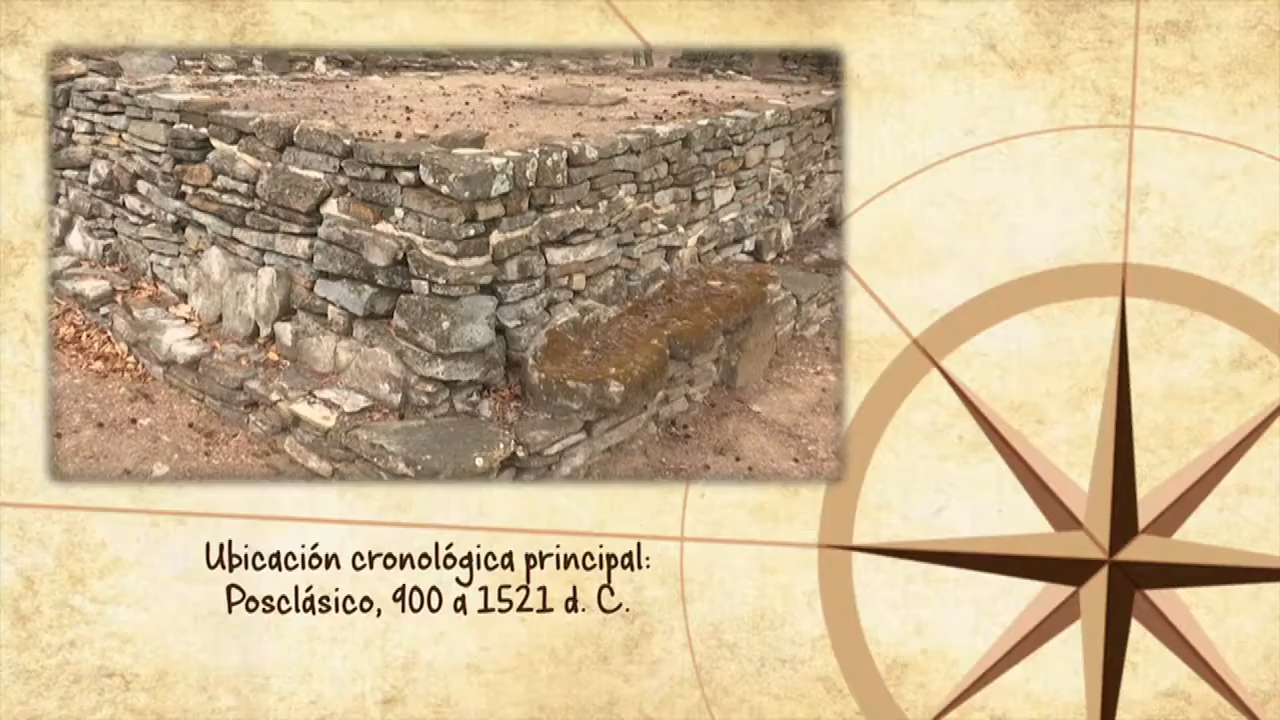 Ubicación cronológica principal:
Posclásico, 900 a 1521 d. C.